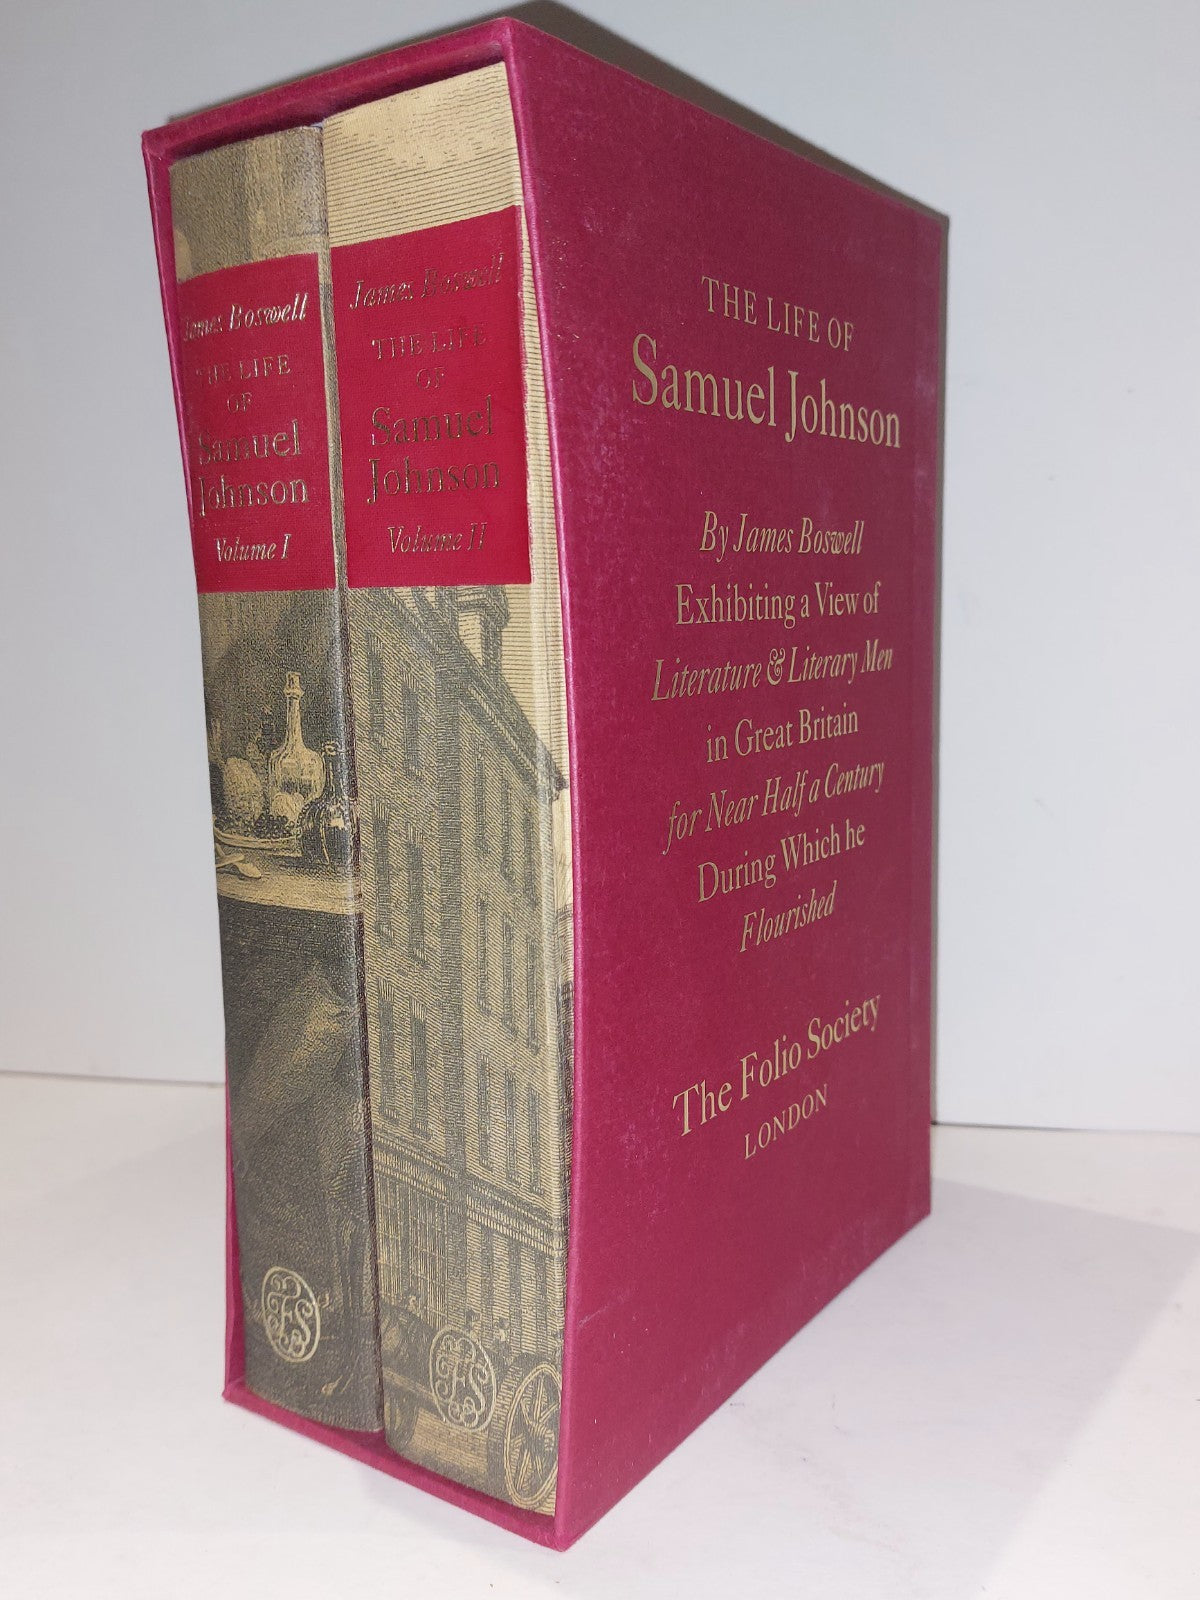 James Boswell
THE LIFE
OF
Samuel
Johnson
Volume I
James Boswell
THE LIFE
OF
Samuel
Johnson
Volume II
FS
FS
THE LIFE OF
Samuel Johnson
By James Boswell
Exhibiting a View of
Literature & Literary Men
in Great Britain
for Near Half a Century
During Which he
Flourished
The Folio Society
LONDON